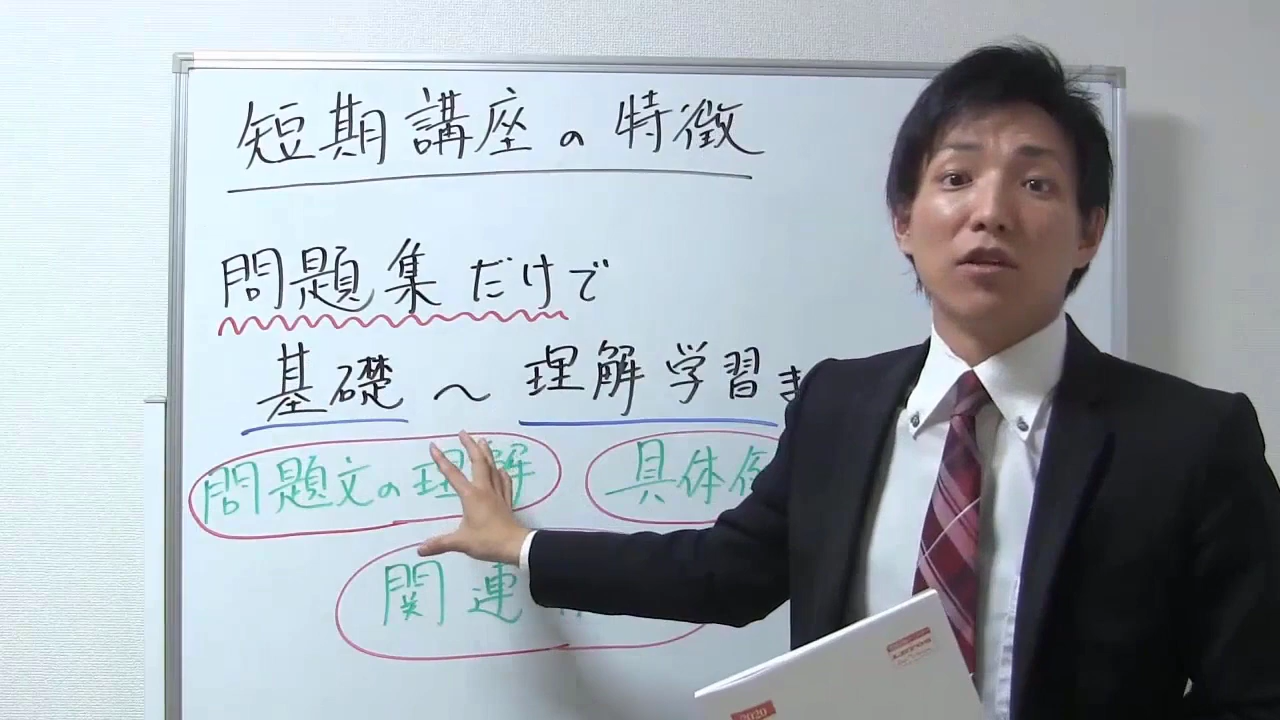 短期講座の特徴
問題集だけで
基礎〜理解学習ま
問題文の理解
具体
関連
2020